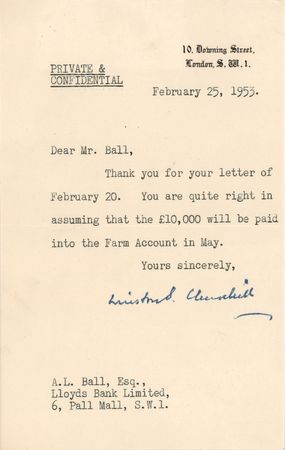 10, Downing Street,
London, S. W. 1.
PRIVATE &
CONFIDENTIAL
February 25, 1953.
Dear Mr. Ball,
Thank you for your letter of
February 20. You are quite right in
assuming that the £10,000 will be paid
into the Farm Account in May.
Yours sincerely,
Winston S. Churchill
A.L. Ball, Esq.,
Lloyds Bank Limited,
6, Pall Mall, S.W.1.